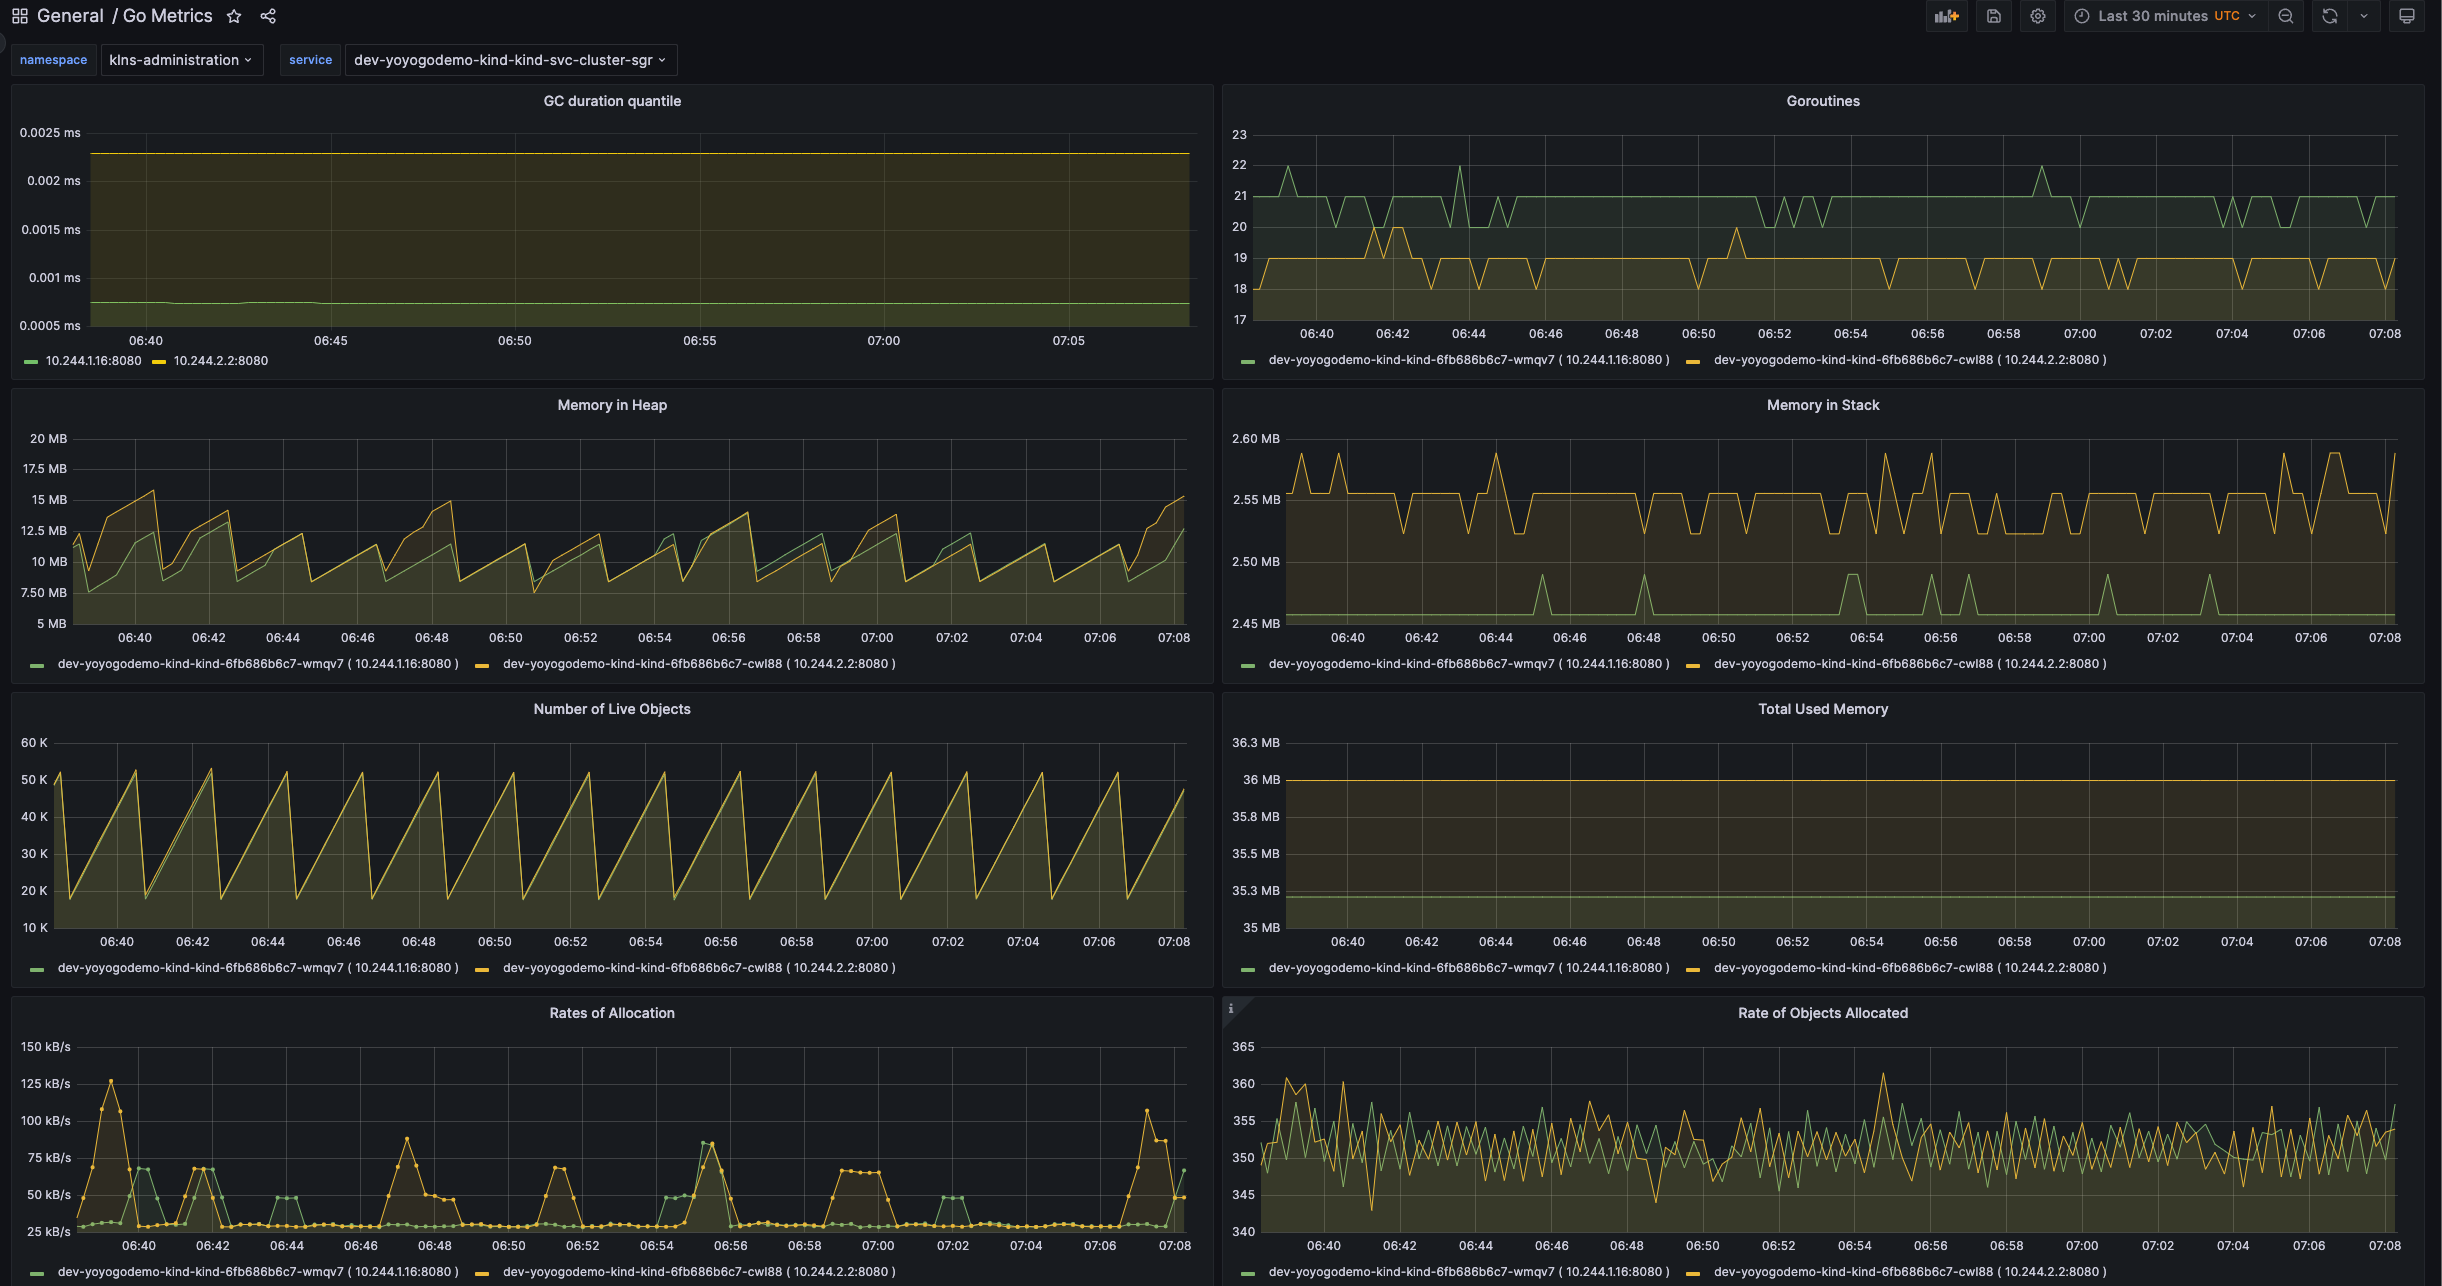 General / Go Metrics
Last 30 minutes UTC
namespace klns-administration service dev-yoyogodemo-kind-kind-svc-cluster-sgr
GC duration quantile
0.0025 ms
0.002 ms
0.0015 ms
0.001 ms
0.0005 ms
06:40 06:45 06:50 06:55 07:00 07:05
10.244.1.16:8080 10.244.2.2:8080
Goroutines
23
22
21
20
19
18
17
06:40 06:42 06:44 06:46 06:48 06:50 06:52 06:54 06:56 06:58 07:00 07:02 07:04 07:06 07:08
dev-yoyogodemo-kind-kind-6fb686b6c7-wmqv7 ( 10.244.1.16:8080 ) dev-yoyogodemo-kind-kind-6fb686b6c7-cwl88 ( 10.244.2.2:8080 )
Memory in Heap
20 MB
17.5 MB
15 MB
12.5 MB
10 MB
7.50 MB
5 MB
06:40 06:42 06:44 06:46 06:48 06:50 06:52 06:54 06:56 06:58 07:00 07:02 07:04 07:06 07:08
dev-yoyogodemo-kind-kind-6fb686b6c7-wmqv7 ( 10.244.1.16:8080 ) dev-yoyogodemo-kind-kind-6fb686b6c7-cwl88 ( 10.244.2.2:8080 )
Memory in Stack
2.60 MB
2.55 MB
2.50 MB
2.45 MB
06:40 06:42 06:44 06:46 06:48 06:50 06:52 06:54 06:56 06:58 07:00 07:02 07:04 07:06 07:08
dev-yoyogodemo-kind-kind-6fb686b6c7-wmqv7 ( 10.244.1.16:8080 ) dev-yoyogodemo-kind-kind-6fb686b6c7-cwl88 ( 10.244.2.2:8080 )
Number of Live Objects
60 K
50 K
40 K
30 K
20 K
10 K
06:40 06:42 06:44 06:46 06:48 06:50 06:52 06:54 06:56 06:58 07:00 07:02 07:04 07:06 07:08
dev-yoyogodemo-kind-kind-6fb686b6c7-wmqv7 ( 10.244.1.16:8080 ) dev-yoyogodemo-kind-kind-6fb686b6c7-cwl88 ( 10.244.2.2:8080 )
Total Used Memory
36.3 MB
36 MB
35.8 MB
35.5 MB
35.3 MB
35 MB
06:40 06:42 06:44 06:46 06:48 06:50 06:52 06:54 06:56 06:58 07:00 07:02 07:04 07:06 07:08
dev-yoyogodemo-kind-kind-6fb686b6c7-wmqv7 ( 10.244.1.16:8080 ) dev-yoyogodemo-kind-kind-6fb686b6c7-cwl88 ( 10.244.2.2:8080 )
Rates of Allocation
150 kB/s
125 kB/s
100 kB/s
75 kB/s
50 kB/s
25 kB/s
06:40 06:42 06:44 06:46 06:48 06:50 06:52 06:54 06:56 06:58 07:00 07:02 07:04 07:06 07:08
dev-yoyogodemo-kind-kind-6fb686b6c7-wmqv7 ( 10.244.1.16:8080 ) dev-yoyogodemo-kind-kind-6fb686b6c7-cwl88 ( 10.244.2.2:8080 )
i
Rate of Objects Allocated
365
360
355
350
345
340
06:40 06:42 06:44 06:46 06:48 06:50 06:52 06:54 06:56 06:58 07:00 07:02 07:04 07:06 07:08
dev-yoyogodemo-kind-kind-6fb686b6c7-wmqv7 ( 10.244.1.16:8080 ) dev-yoyogodemo-kind-kind-6fb686b6c7-cwl88 ( 10.244.2.2:8080 )